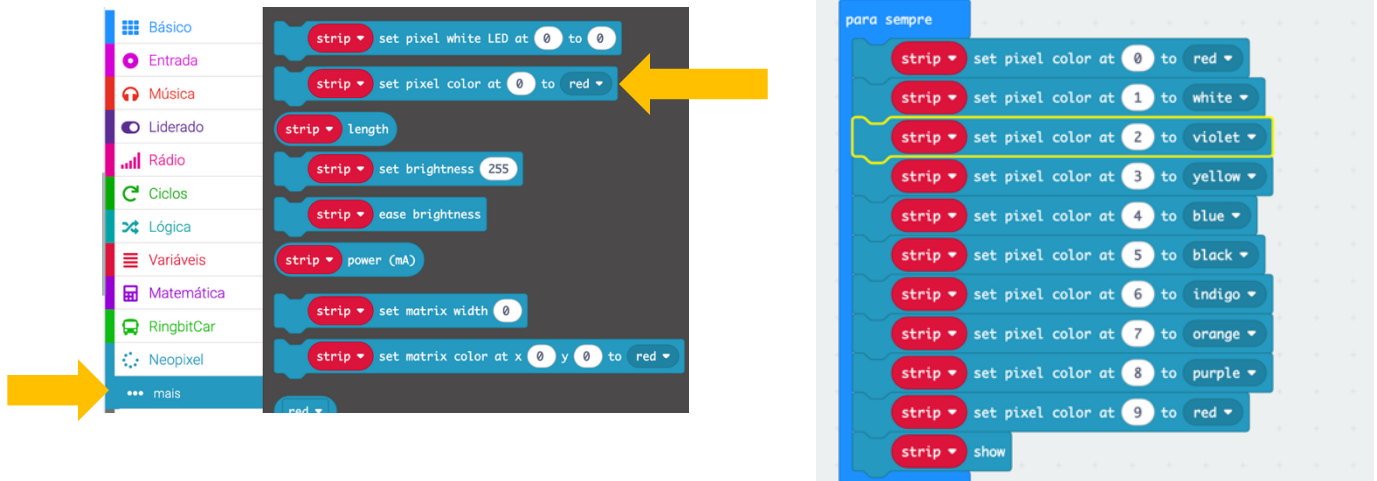 Básico
Entrada
Música
Liderado
Rádio
Ciclos
Lógica
Variáveis
Matemática
RingbitCar
Neopixel
mais
strip set pixel white LED at 0 to 0
strip set pixel color at 0 to red
strip length
strip set brightness 255
strip ease brightness
strip power (mA)
strip set matrix width 0
strip set matrix color at x 0 y 0 to red
red
para sempre
strip set pixel color at 0 to red
strip set pixel color at 1 to white
strip set pixel color at 2 to violet
strip set pixel color at 3 to yellow
strip set pixel color at 4 to blue
strip set pixel color at 5 to black
strip set pixel color at 6 to indigo
strip set pixel color at 7 to orange
strip set pixel color at 8 to purple
strip set pixel color at 9 to red
strip show